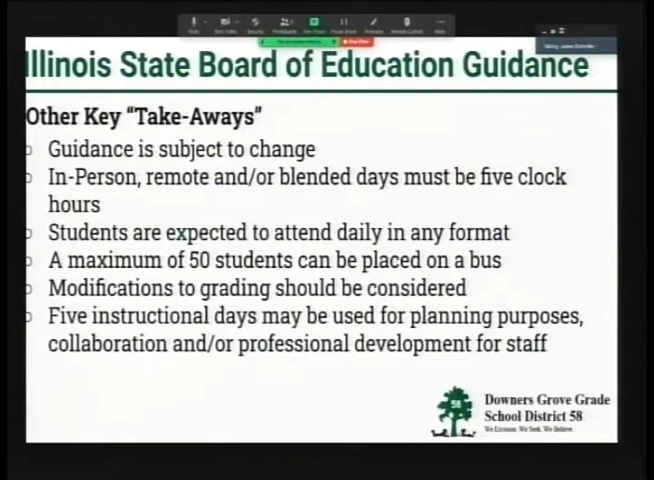 Illinois State Board of Education Guidance
Other Key “Take-Aways”
Guidance is subject to change
In-Person, remote and/or blended days must be five clock
hours
Students are expected to attend daily in any format
A maximum of 50 students can be placed on a bus
Modifications to grading should be considered
Five instructional days may be used for planning purposes,
collaboration and/or professional development for staff
58
Downers Grove Grade
School District 58